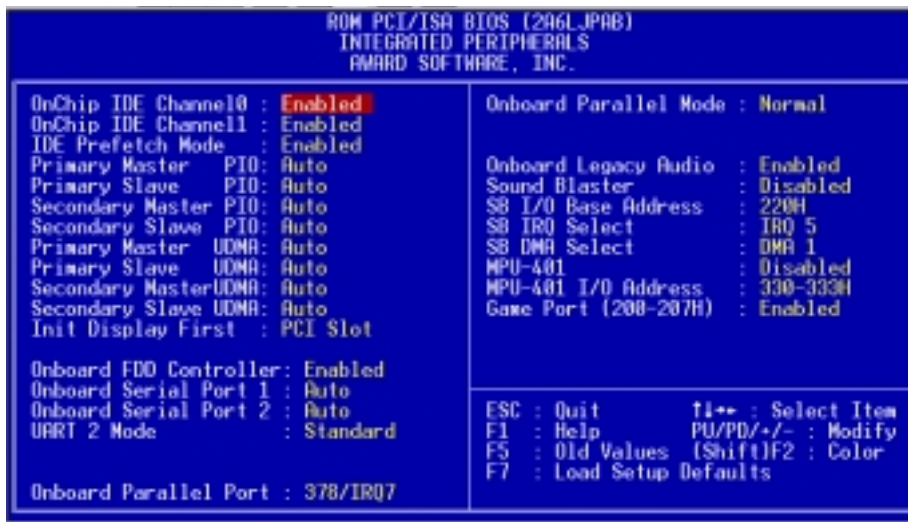 ROM PCI/ISA BIOS (2A6LJPAB)
INTEGRATED PERIPHERALS
AWARD SOFTWARE, INC.
OnChip IDE Channel0 : Enabled
OnChip IDE Channel1 : Enabled
IDE Prefetch Mode : Enabled
Primary Master PIO: Auto
Primary Slave PIO: Auto
Secondary Master PIO: Auto
Secondary Slave PIO: Auto
Primary Master UDMA: Auto
Primary Slave UDMA: Auto
Secondary MasterUDMA: Auto
Secondary Slave UDMA: Auto
Init Display First : PCI Slot
Onboard FDD Controller: Enabled
Onboard Serial Port 1 : Auto
Onboard Serial Port 2 : Auto
UART 2 Mode : Standard
Onboard Parallel Port : 378/IRQ7
Onboard Parallel Mode : Normal
Onboard Legacy Audio : Enabled
Sound Blaster : Disabled
SB I/O Base Address : 220H
SB IRQ Select : IRQ 5
SB DMA Select : DMA 1
MPU-401 : Disabled
MPU-401 I/O Address : 330-333H
Game Port (200-207H) : Enabled
ESC : Quit ↑↓→← : Select Item
F1 : Help PU/PD/+/- : Modify
F5 : Old Values (Shift)F2 : Color
F7 : Load Setup Defaults